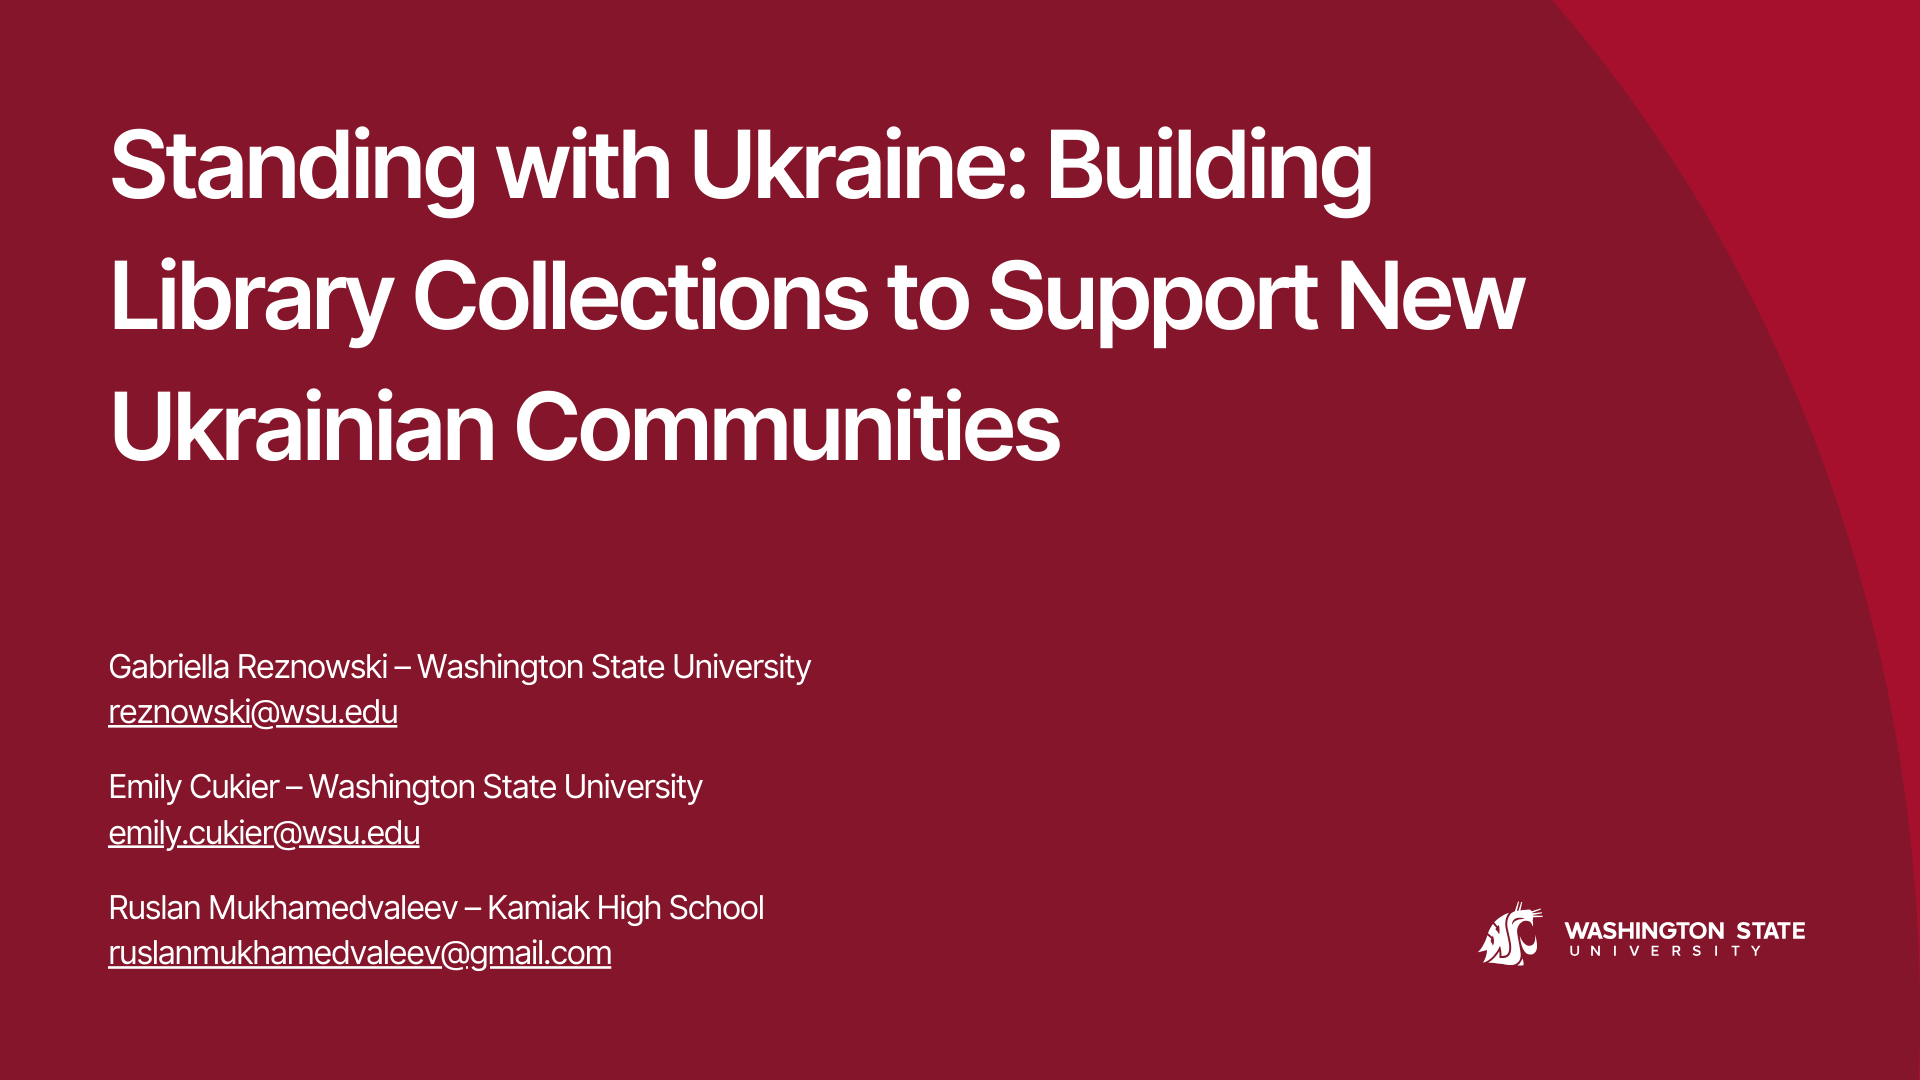 Standing with Ukraine: Building
Library Collections to Support New
Ukrainian Communities
Gabriella Reznowski – Washington State University
reznowski@wsu.edu
Emily Cukier – Washington State University
emily.cukier@wsu.edu
Ruslan Mukhamedvaleev – Kamiak High School
ruslanmukhamedvaleev@gmail.com
WASHINGTON STATE
UNIVERSITY